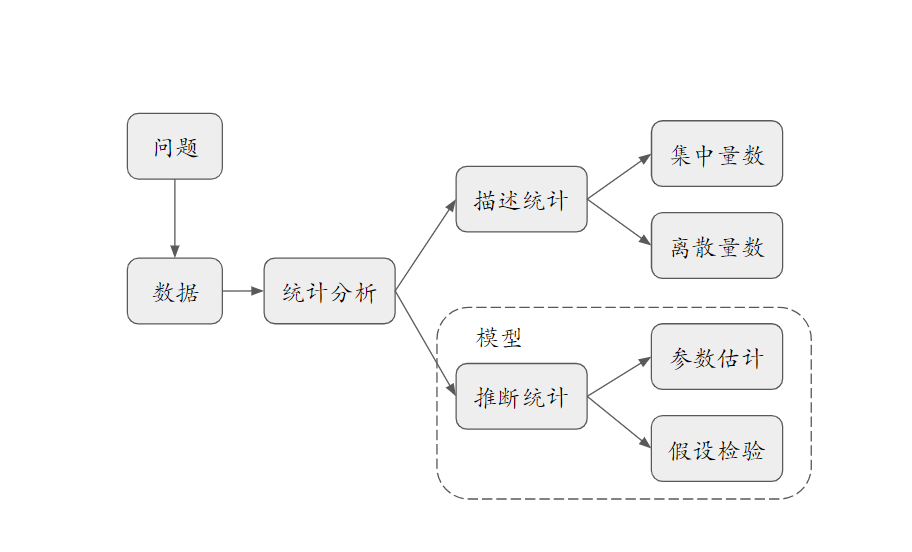 问题
数据
统计分析
描述统计
集中量数
离散量数
模型
推断统计
参数估计
假设检验